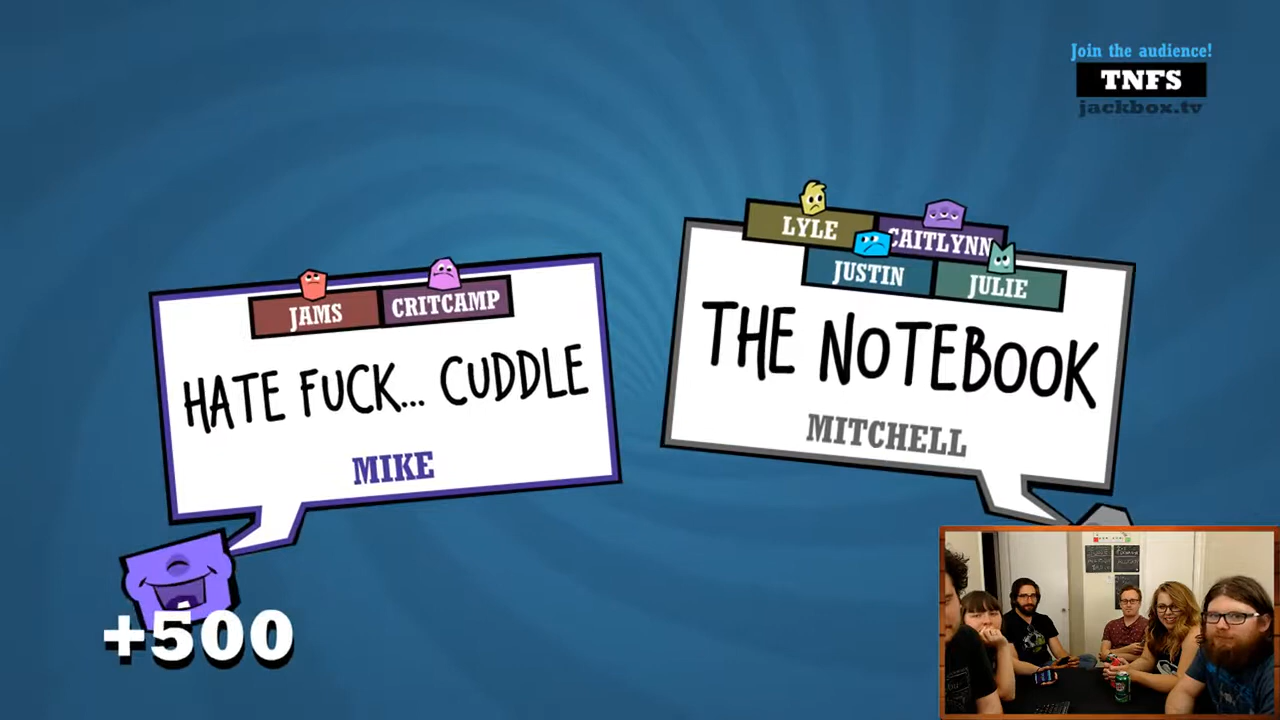 Join the audience!
TNFS
jackbox.tv
JAMS
CRITCAMP
HATE FUCK... CUDDLE
MIKE
LYLE
CAITLYNN
JUSTIN
JULIE
THE NOTEBOOK
MITCHELL
+500